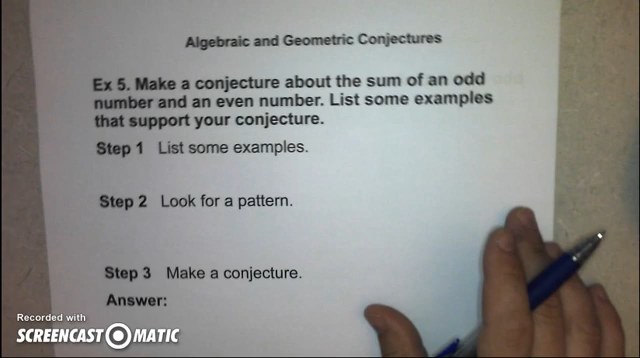 Algebraic and Geometric Conjectures
Ex 5. Make a conjecture about the sum of an odd
number and an even number. List some examples
that support your conjecture.
Step 1 List some examples.
Step 2 Look for a pattern.
Step 3 Make a conjecture.
Answer:
Recorded with
SCREENCAST MATIC